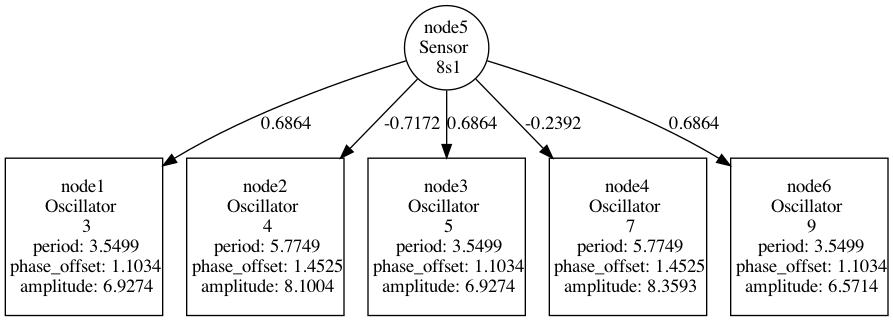 node5
Sensor
8s1
0.6864
-0.7172
0.6864
-0.2392
0.6864
node1
Oscillator
3
period: 3.5499
phase_offset: 1.1034
amplitude: 6.9274
node2
Oscillator
4
period: 5.7749
phase_offset: 1.4525
amplitude: 8.1004
node3
Oscillator
5
period: 3.5499
phase_offset: 1.1034
amplitude: 6.9274
node4
Oscillator
7
period: 5.7749
phase_offset: 1.4525
amplitude: 8.3593
node6
Oscillator
9
period: 3.5499
phase_offset: 1.1034
amplitude: 6.5714